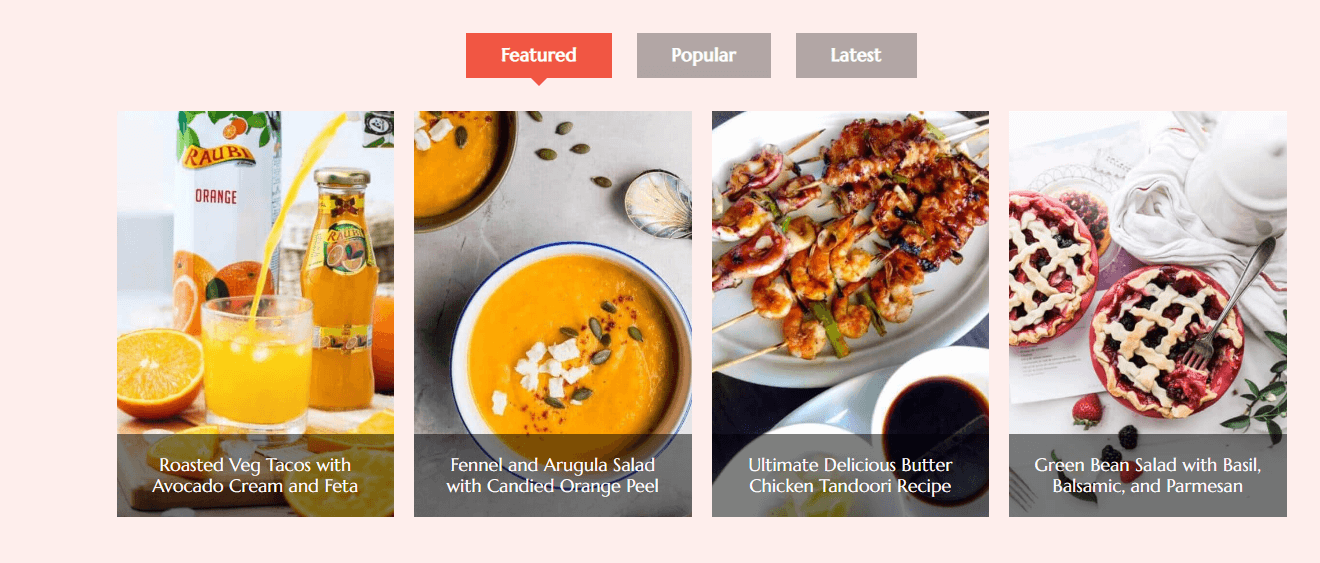 Featured
Popular
Latest
RAUBI
ORANGE
RAUBI
Roasted Veg Tacos with
Avocado Cream and Feta
Fennel and Arugula Salad
with Candied Orange Peel
Ultimate Delicious Butter
Chicken Tandoori Recipe
Green Bean Salad with Basil,
Balsamic, and Parmesan